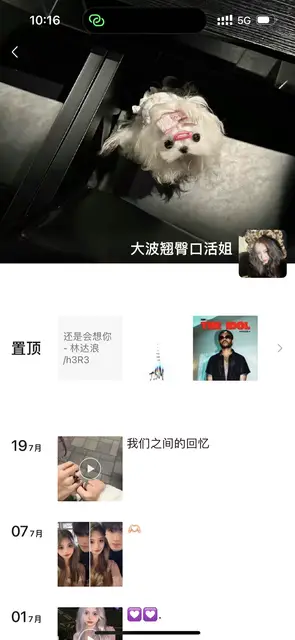 10:16
5G
大波翘臀口活姐
置顶
还是会想你
- 林达浪
/h3R3
THE IDOL
19 7月
我们之间的回忆
07 7月
01 7月